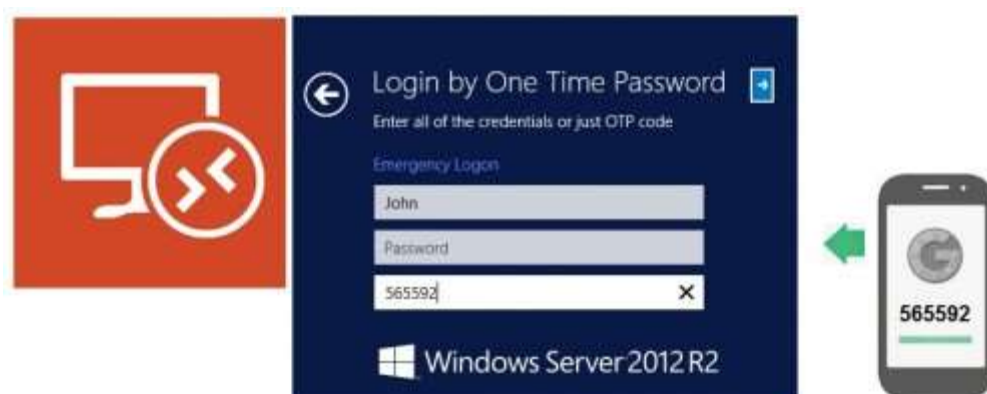 Login by One Time Password
Enter all of the credentials or just OTP code
Emergency Logon
John
Password
565592
Windows Server 2012 R2
565592